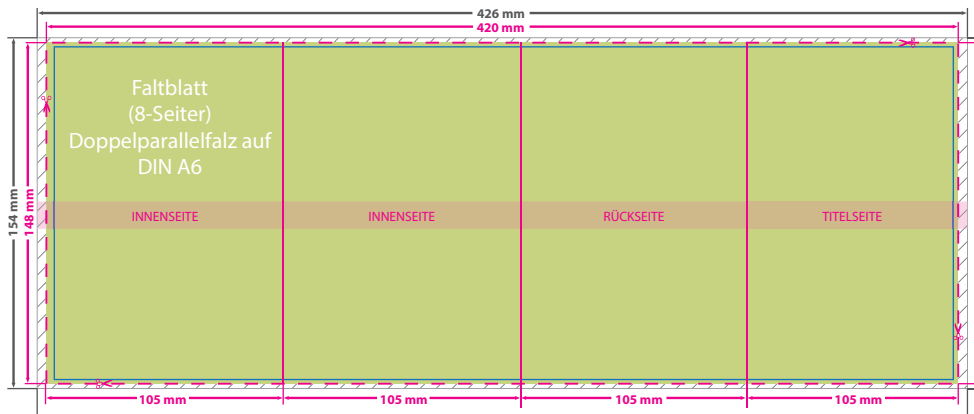 426 mm
420 mm
Faltblatt
(8-Seiter)
Doppelparallelfalz auf
DIN A6
154 mm
148 mm
INNENSEITE
INNENSEITE
RÜCKSEITE
TITELSEITE
105 mm
105 mm
105 mm
105 mm